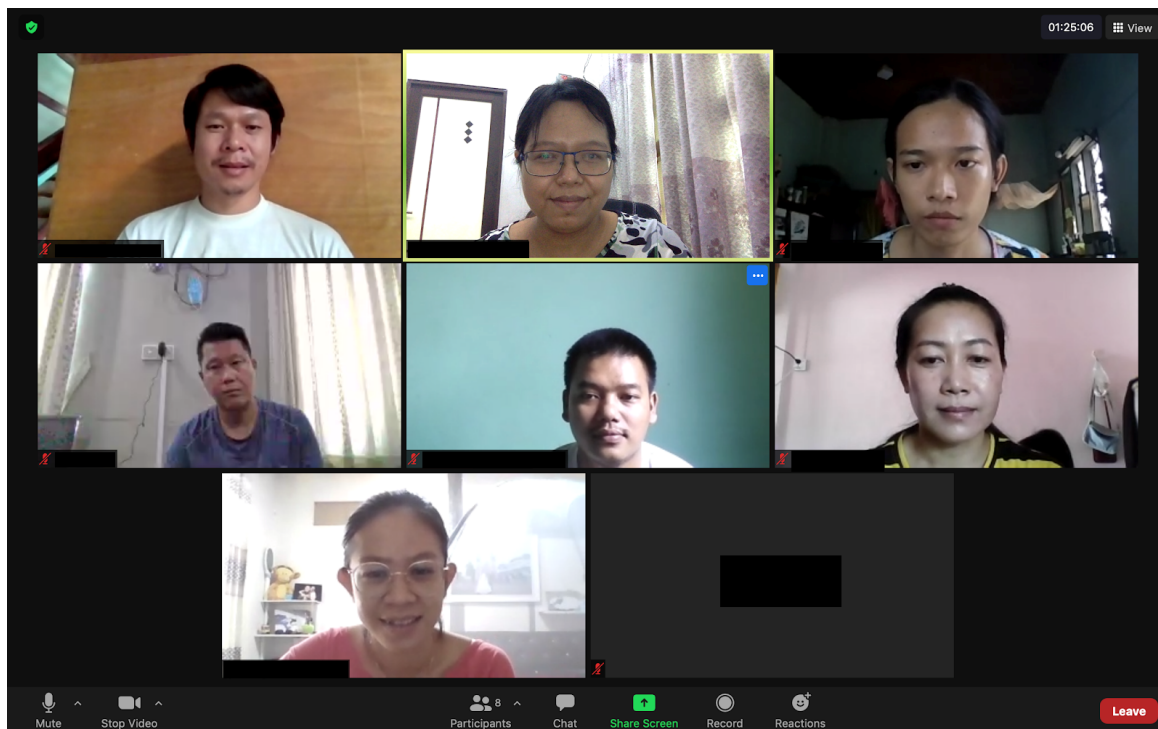 01:25:06 View
Mute
Stop Video
8
Participants
Chat
Share Screen
Record
Reactions
Leave